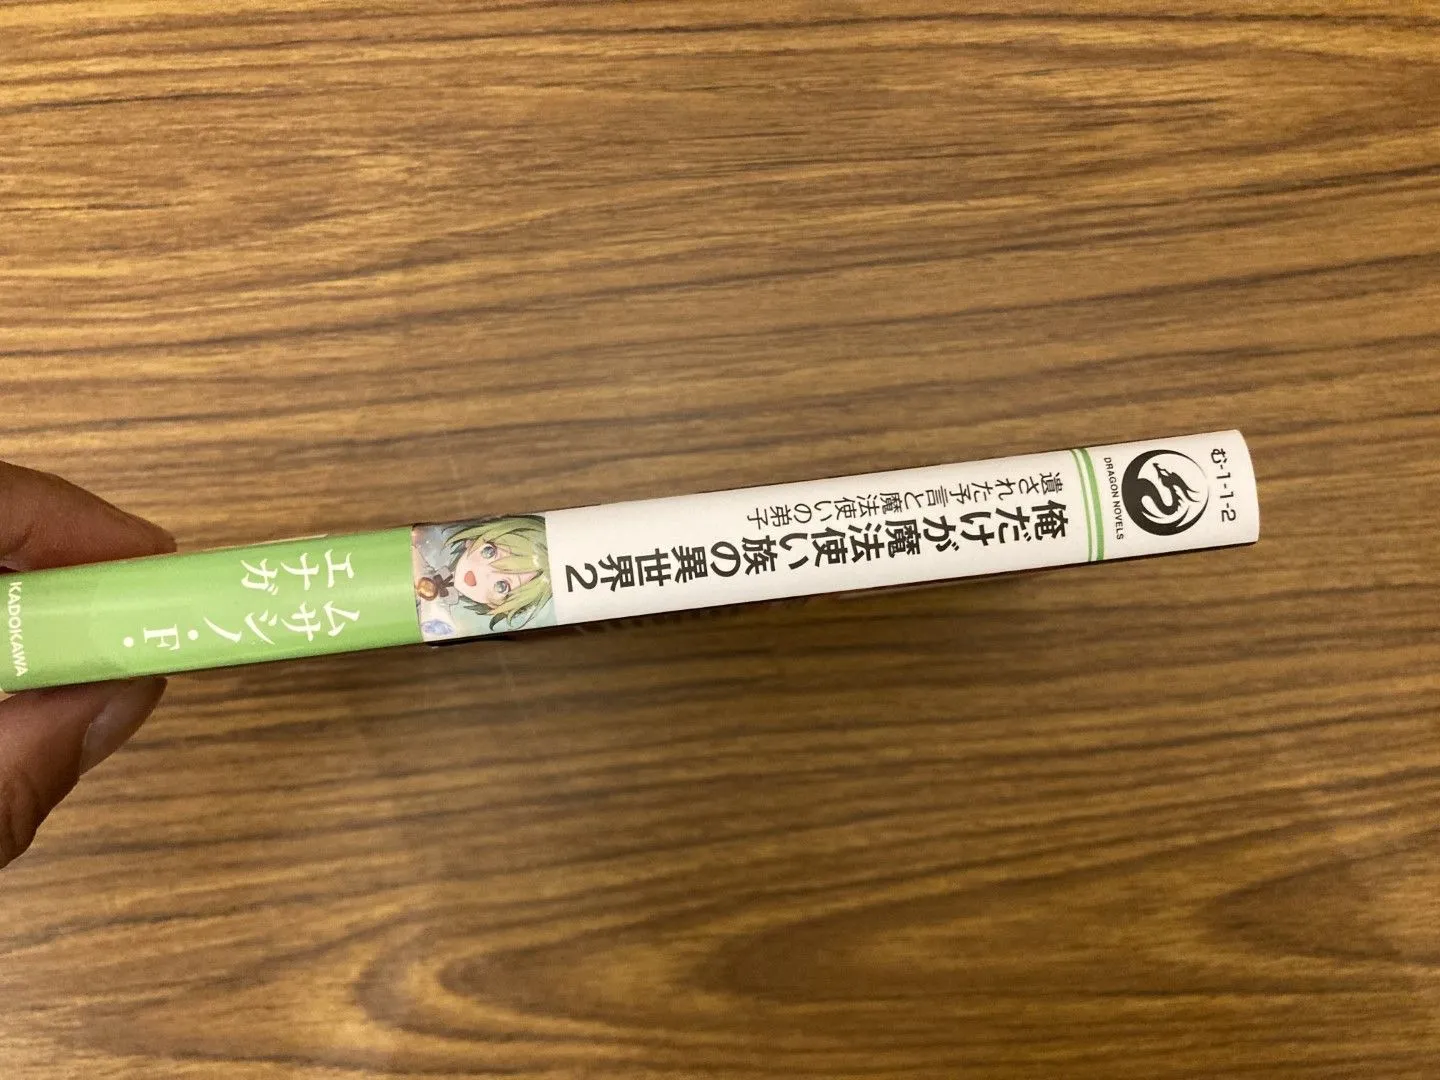 む-1-1-2
DRAGON NOVELS
俺だけが魔法使い族の異世界2
遺された予言と魔法使いの弟子
ムサシノ・F・
エナガ
KADOKAWA